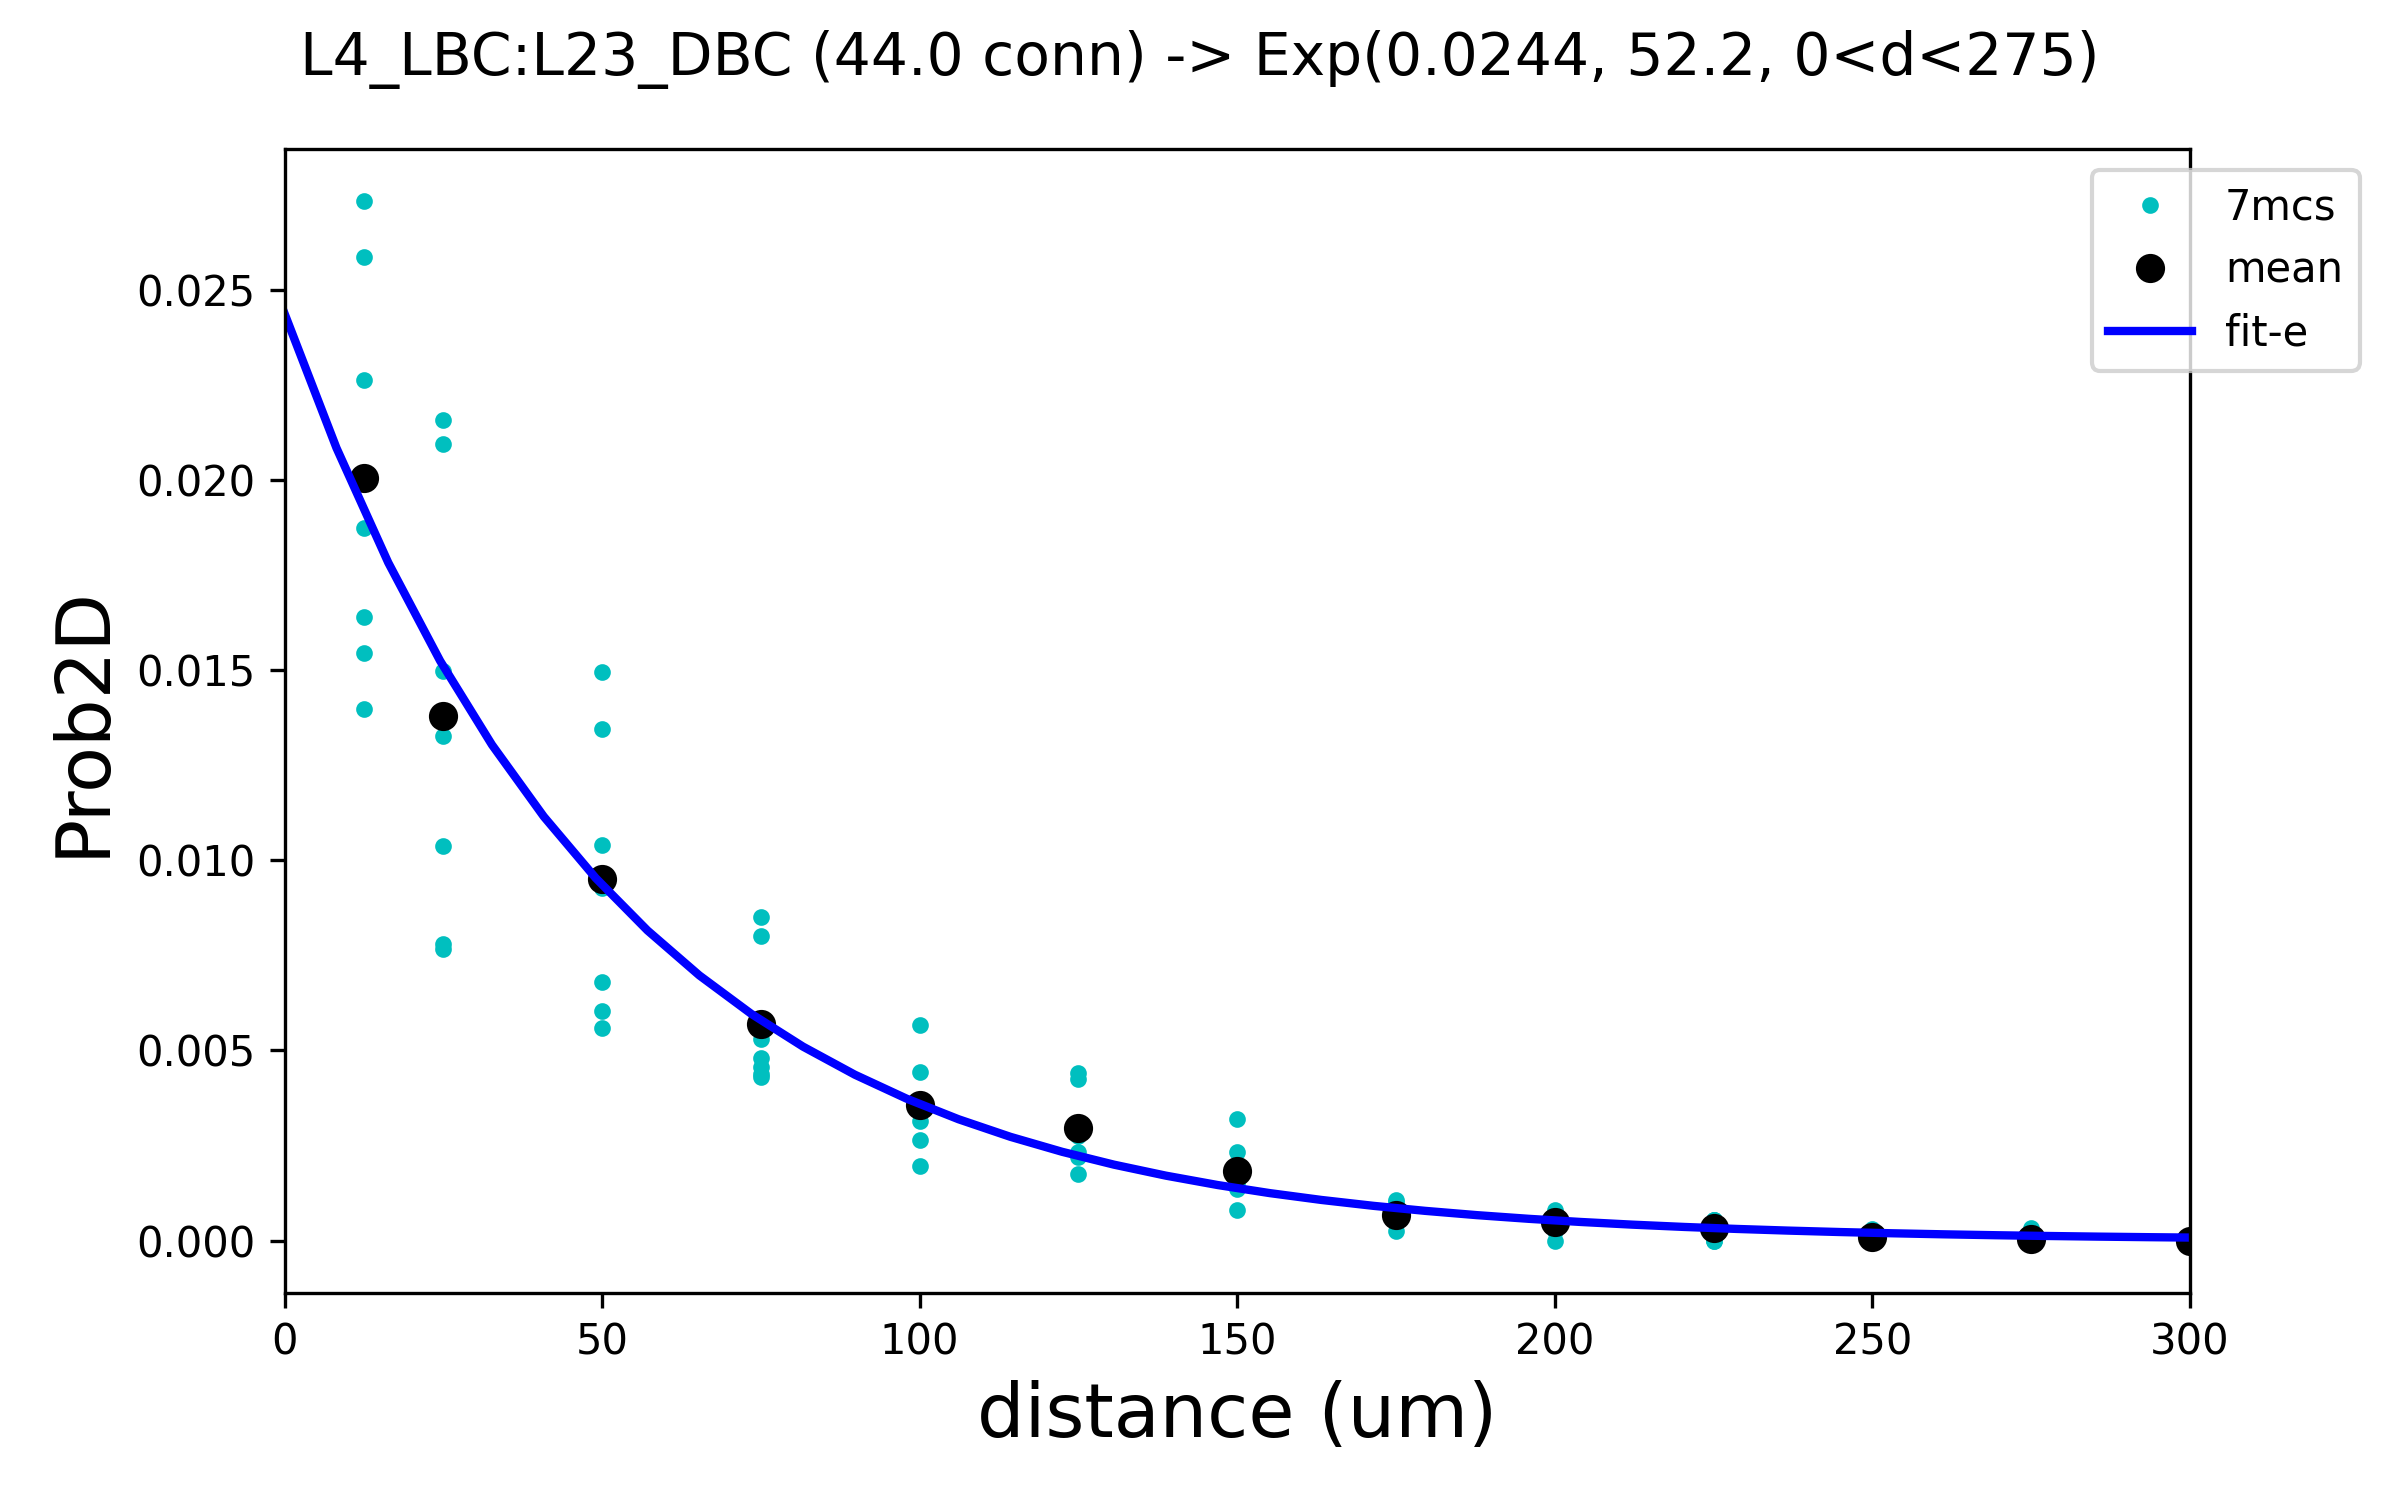 L4_LBC:L23_DBC (44.0 conn) -> Exp(0.0244, 52.2, 0<d<275)
7mcs
mean
fit-e
Prob2D
0.025
0.020
0.015
0.010
0.005
0.000
0 50 100 150 200 250 300
distance (um)